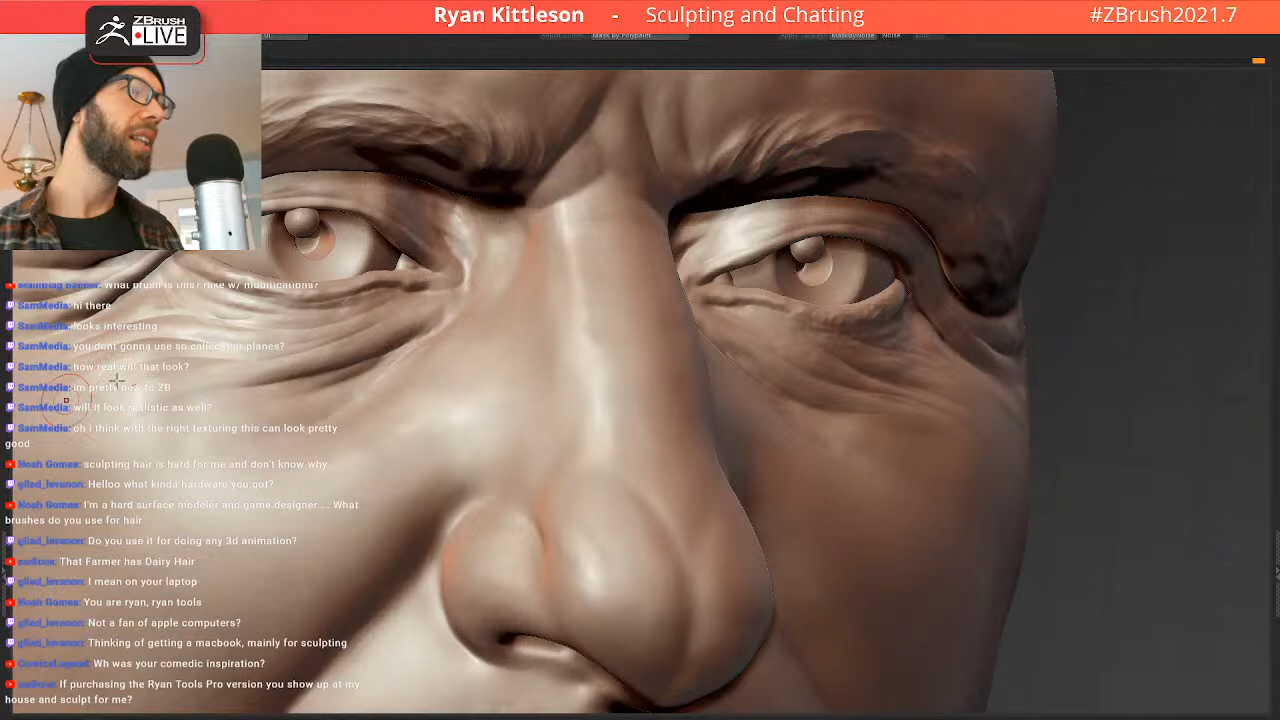 Ryan Kittleson - Sculpting and Chatting #ZBrush2021.7
ZBRUSH
LIVE
Mask By Polypaint MaskByNoise Noise
What brush is this? rake w/ modifications?
SamMedia: hi there
SamMedia: looks interesting
SamMedia: you dont gonna use so called hair planes?
SamMedia: how real will that look?
SamMedia: im pretty new to ZB
SamMedia: will it look realistic as well?
SamMedia: oh i think with the right texturing this can look pretty
good
Noah Gomes: sculpting hair is hard for me and don't know why...
gilad_levanon: Helloo what kinda hardware you got?
Noah Gomes: I'm a hard surface modeler and game designer.... What
brushes do you use for hair
gilad_levanon: Do you use it for doing any 3d animation?
That Farmer has Dairy Hair
gilad_levanon: I mean on your laptop
Noah Gomes: You are ryan, ryan tools
gilad_levanon: Not a fan of apple computers?
gilad_levanon: Thinking of getting a macbook, mainly for sculpting
Wh was your comedic inspiration?
If purchasing the Ryan Tools Pro version you show up at my
house and sculpt for me?